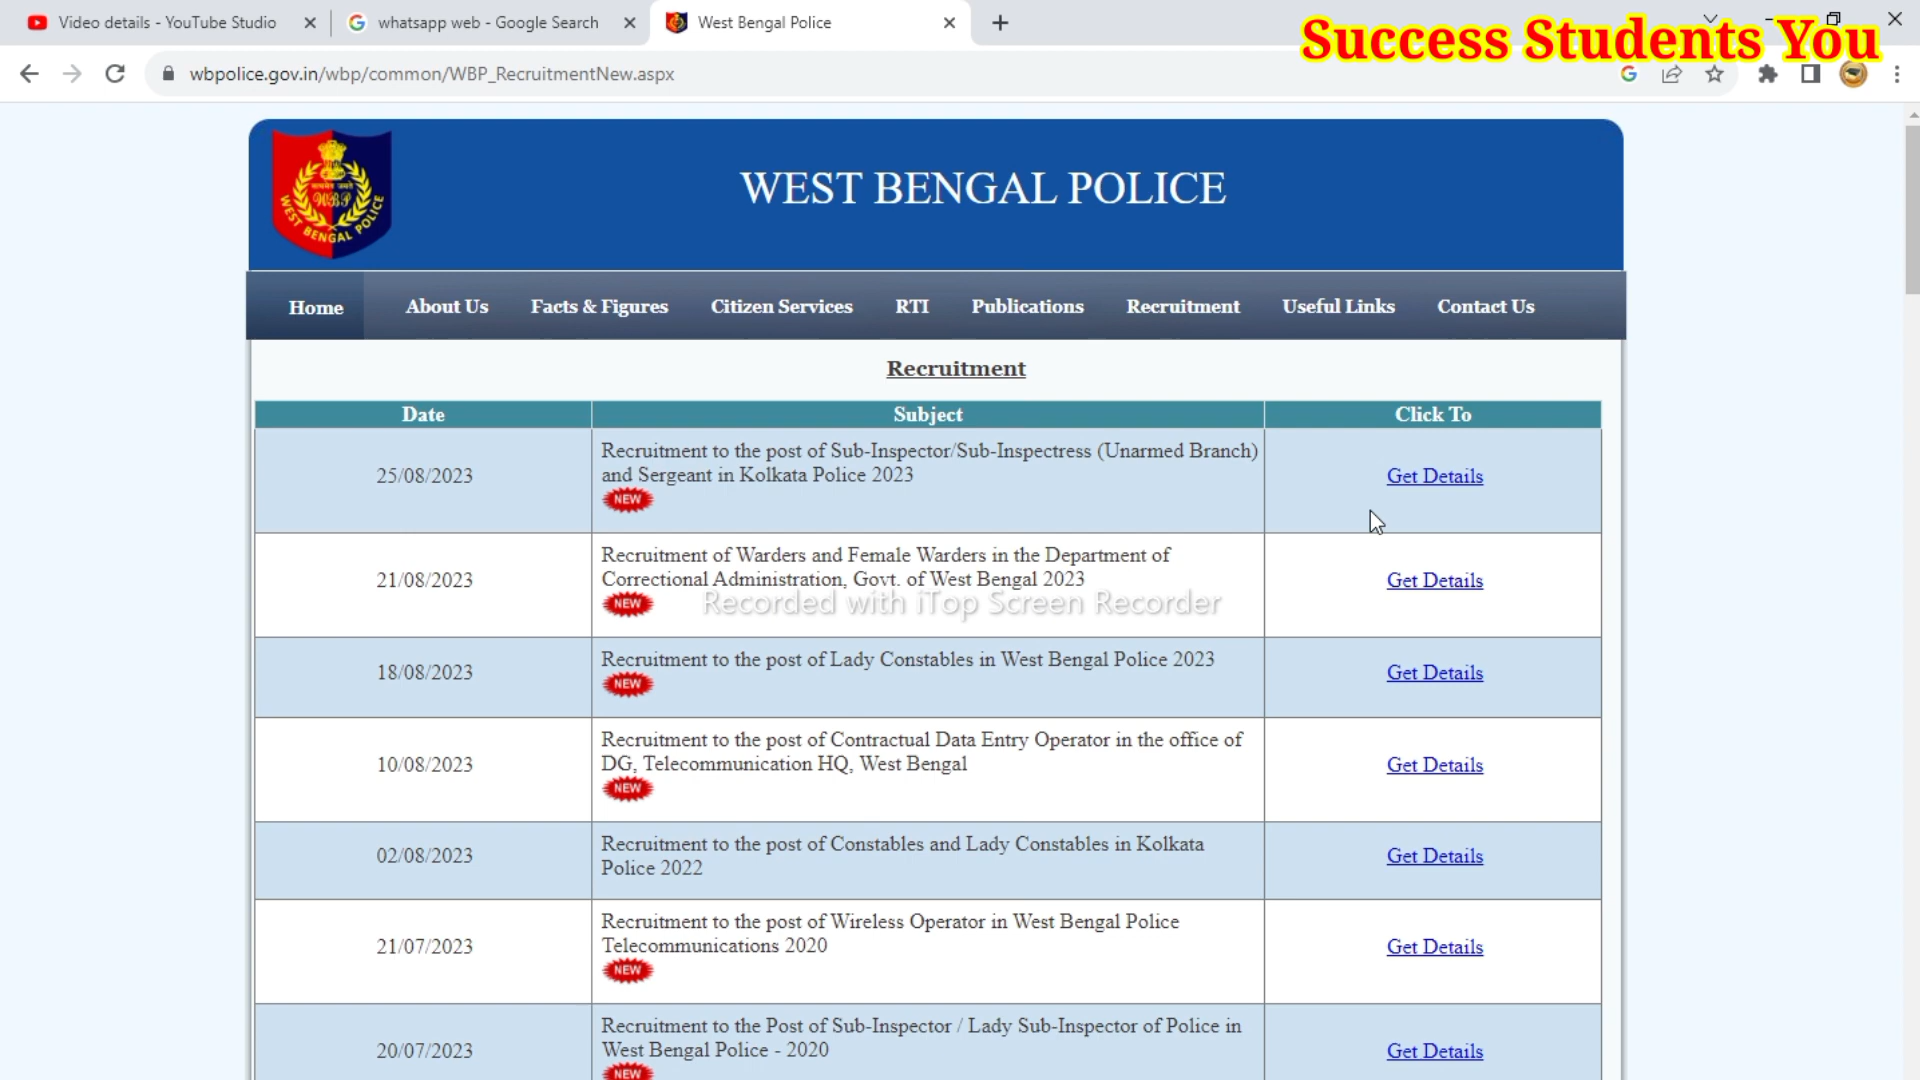 Video details - YouTube Studio
whatsapp web - Google Search
West Bengal Police
Success Students You
wbpolice.gov.in/wbp/common/WBP_RecruitmentNew.aspx
WBP
WEST BENGAL POLICE
WEST BENGAL POLICE
Home About Us Facts & Figures Citizen Services RTI Publications Recruitment Useful Links Contact Us
Recruitment
Date Subject Click To
25/08/2023
Recruitment to the post of Sub-Inspector/Sub-Inspectress (Unarmed Branch)
and Sergeant in Kolkata Police 2023
NEW
Get Details
21/08/2023
Recruitment of Warders and Female Warders in the Department of
Correctional Administration, Govt. of West Bengal 2023
NEW
Get Details
Recorded with iTop Screen Recorder
18/08/2023
Recruitment to the post of Lady Constables in West Bengal Police 2023
NEW
Get Details
10/08/2023
Recruitment to the post of Contractual Data Entry Operator in the office of
DG, Telecommunication HQ, West Bengal
NEW
Get Details
02/08/2023
Recruitment to the post of Constables and Lady Constables in Kolkata
Police 2022
Get Details
21/07/2023
Recruitment to the post of Wireless Operator in West Bengal Police
Telecommunications 2020
NEW
Get Details
20/07/2023
Recruitment to the Post of Sub-Inspector / Lady Sub-Inspector of Police in
West Bengal Police - 2020
NEW
Get Details